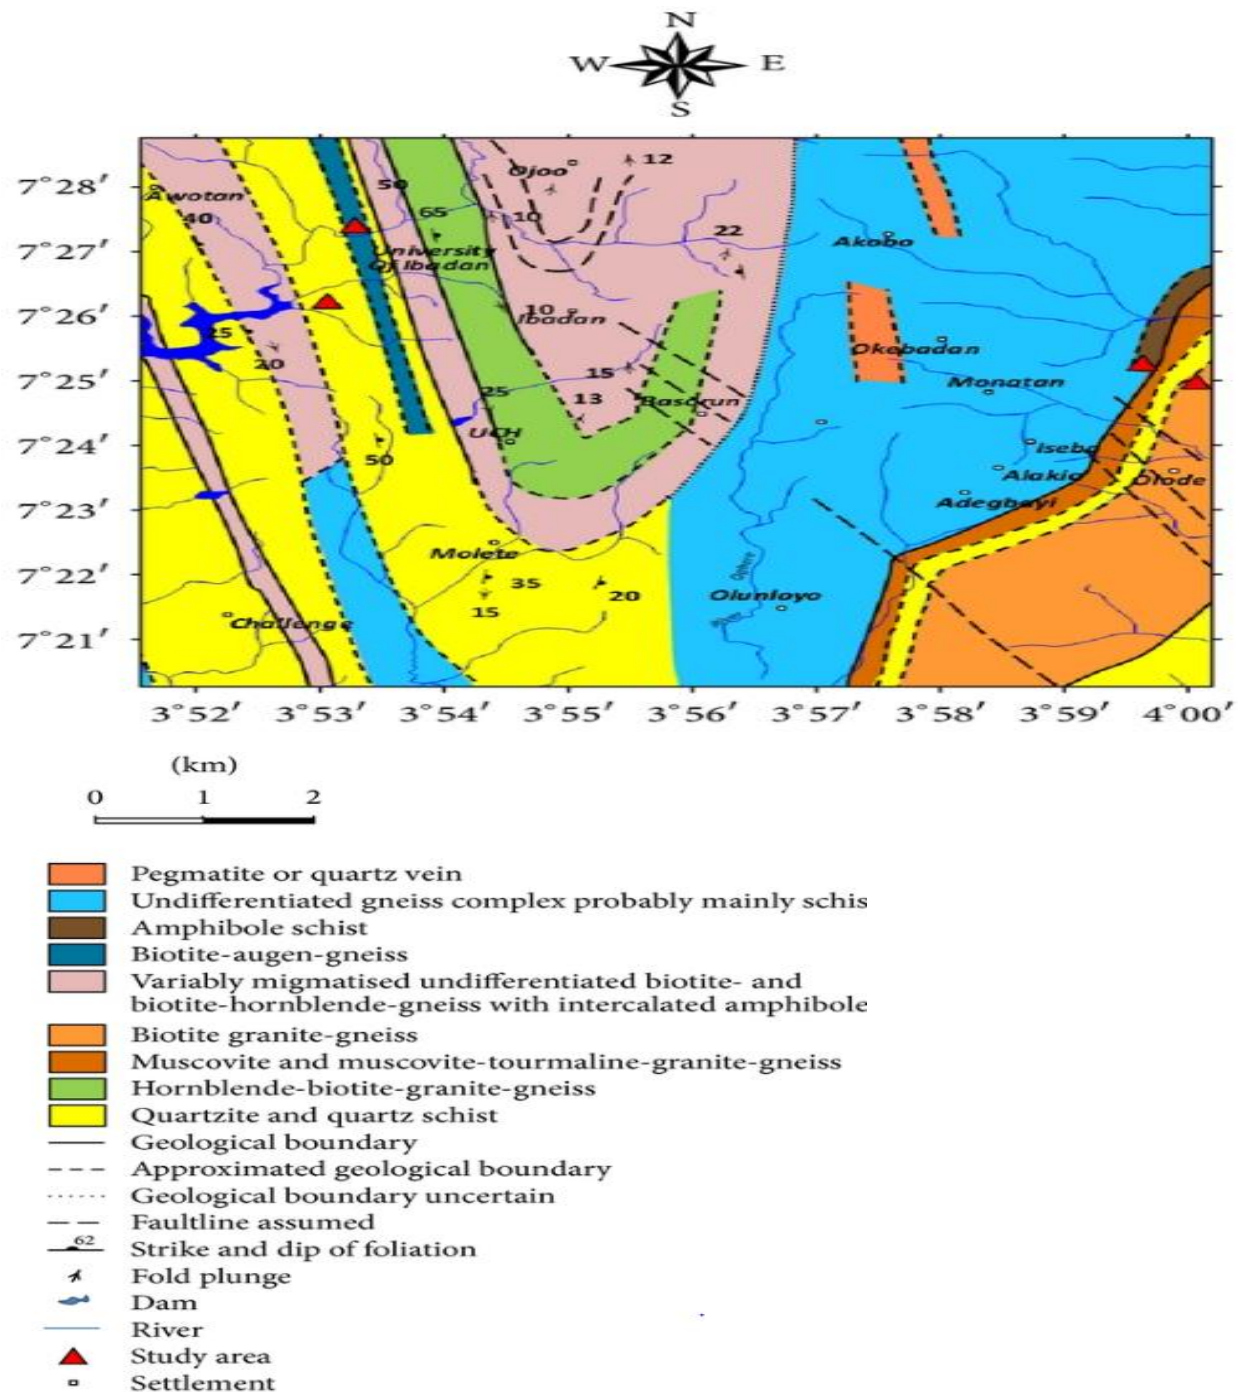 N
W E
S
7°28′
7°27′
7°26′
7°25′
7°24′
7°23′
7°22′
7°21′
Ojoo
12
50
Awotan
40
65
10
22
University
Of Ibadan
Akobo
10
Ibadan
25
20
15
Okebadan
Monatan
25
13
Basorun
UCH
50
Iseba
Alakia
Olode
Adegbayi
Molete
35
15
20
Olunloyo
Challenge
3°52′ 3°53′ 3°54′ 3°55′ 3°56′ 3°57′ 3°58′ 3°59′ 4°00′
(km)
0 1 2
Pegmatite or quartz vein
Undifferentiated gneiss complex probably mainly schis
Amphibole schist
Biotite-augen-gneiss
Variably migmatised undifferentiated biotite- and
biotite-hornblende-gneiss with intercalated amphibole
Biotite granite-gneiss
Muscovite and muscovite-tourmaline-granite-gneiss
Hornblende-biotite-granite-gneiss
Quartzite and quartz schist
Geological boundary
Approximated geological boundary
Geological boundary uncertain
Faultline assumed
62
Strike and dip of foliation
Fold plunge
Dam
River
Study area
Settlement